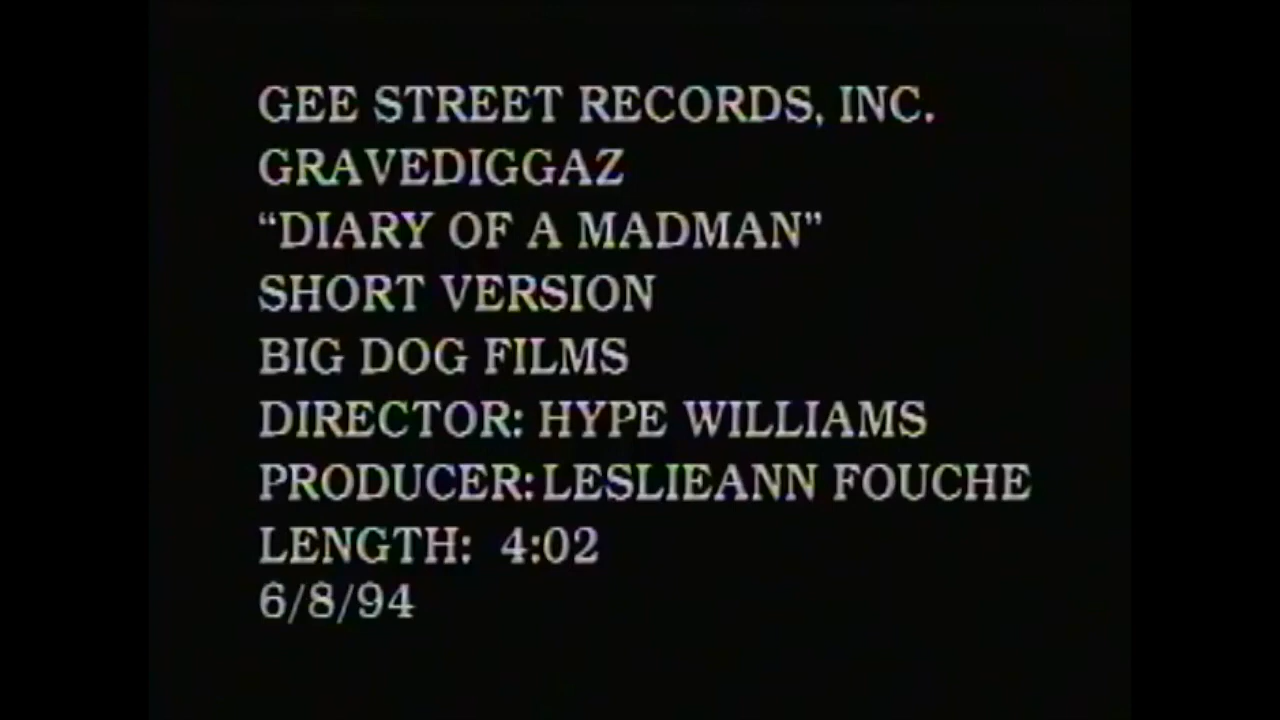 GEE STREET RECORDS, INC.
GRAVEDIGGAZ
“DIARY OF A MADMAN”
SHORT VERSION
BIG DOG FILMS
DIRECTOR: HYPE WILLIAMS
PRODUCER: LESLIEANN FOUCHE
LENGTH: 4:02
6/8/94